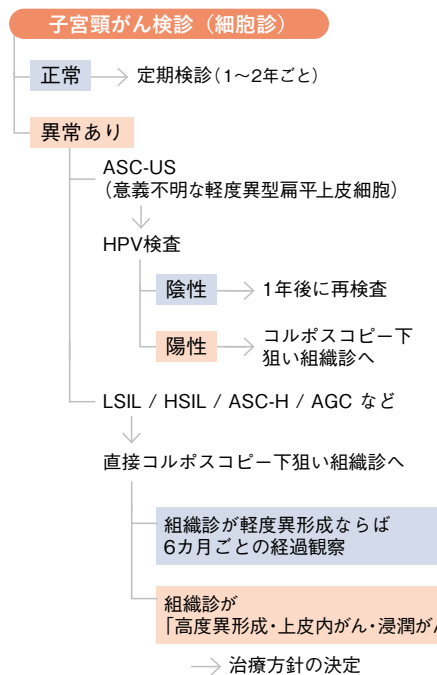 子宮頸がん検診（細胞診）
正常
定期検診（1〜2年ごと）
異常あり
ASC-US
（意義不明な軽度異型扁平上皮細胞）
HPV検査
陰性
1年後に再検査
陽性
コルポスコピー下
狙い組織診へ
LSIL / HSIL / ASC-H / AGC など
直接コルポスコピー下狙い組織診へ
組織診が軽度異形成ならば
6カ月ごとの経過観察
組織診が
「高度異形成・上皮内がん・浸潤がん
治療方針の決定